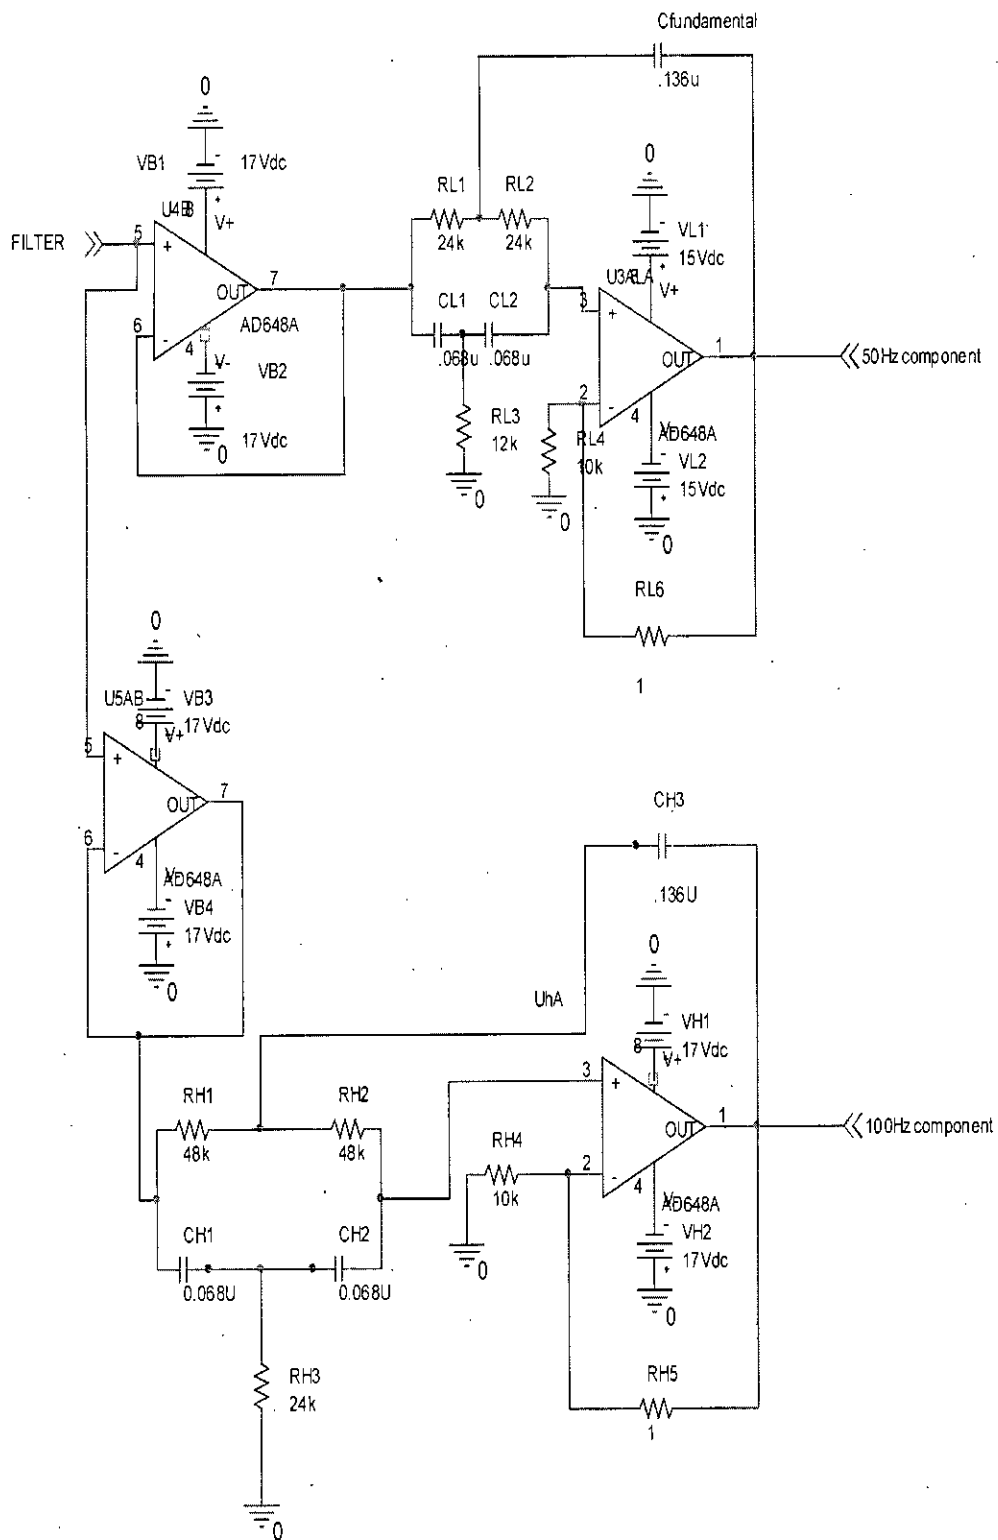 Cfundamental
.136u
0
VB1 17Vdc
U4B
8
V+
FILTER
5
+
7
OUT
6
-
4
V-
AD648A
VB2
17Vdc
0
RL1 RL2
24k 24k
CL1 CL2
.068u .068u
RL3
12k
0
0
VL1
15Vdc
V+
3
+
1
OUT
50Hz component
2
-
4
AD648A
RL4
10k
0
VL2
15Vdc
0
RL6
1
0
U5AB VB3
8 17Vdc
V+
5
+
7
OUT
6
-
4
AD648A
VB4
17Vdc
0
CH3
.136U
0
UhA
VH1
8 17Vdc
V+
RH1 RH2
48k 48k
3
+
1
OUT
100Hz component
RH4
10k
2
-
4
AD648A
VH2
17Vdc
0
0
CH1 CH2
0.068U 0.068U
RH3
24k
0
RH5
1